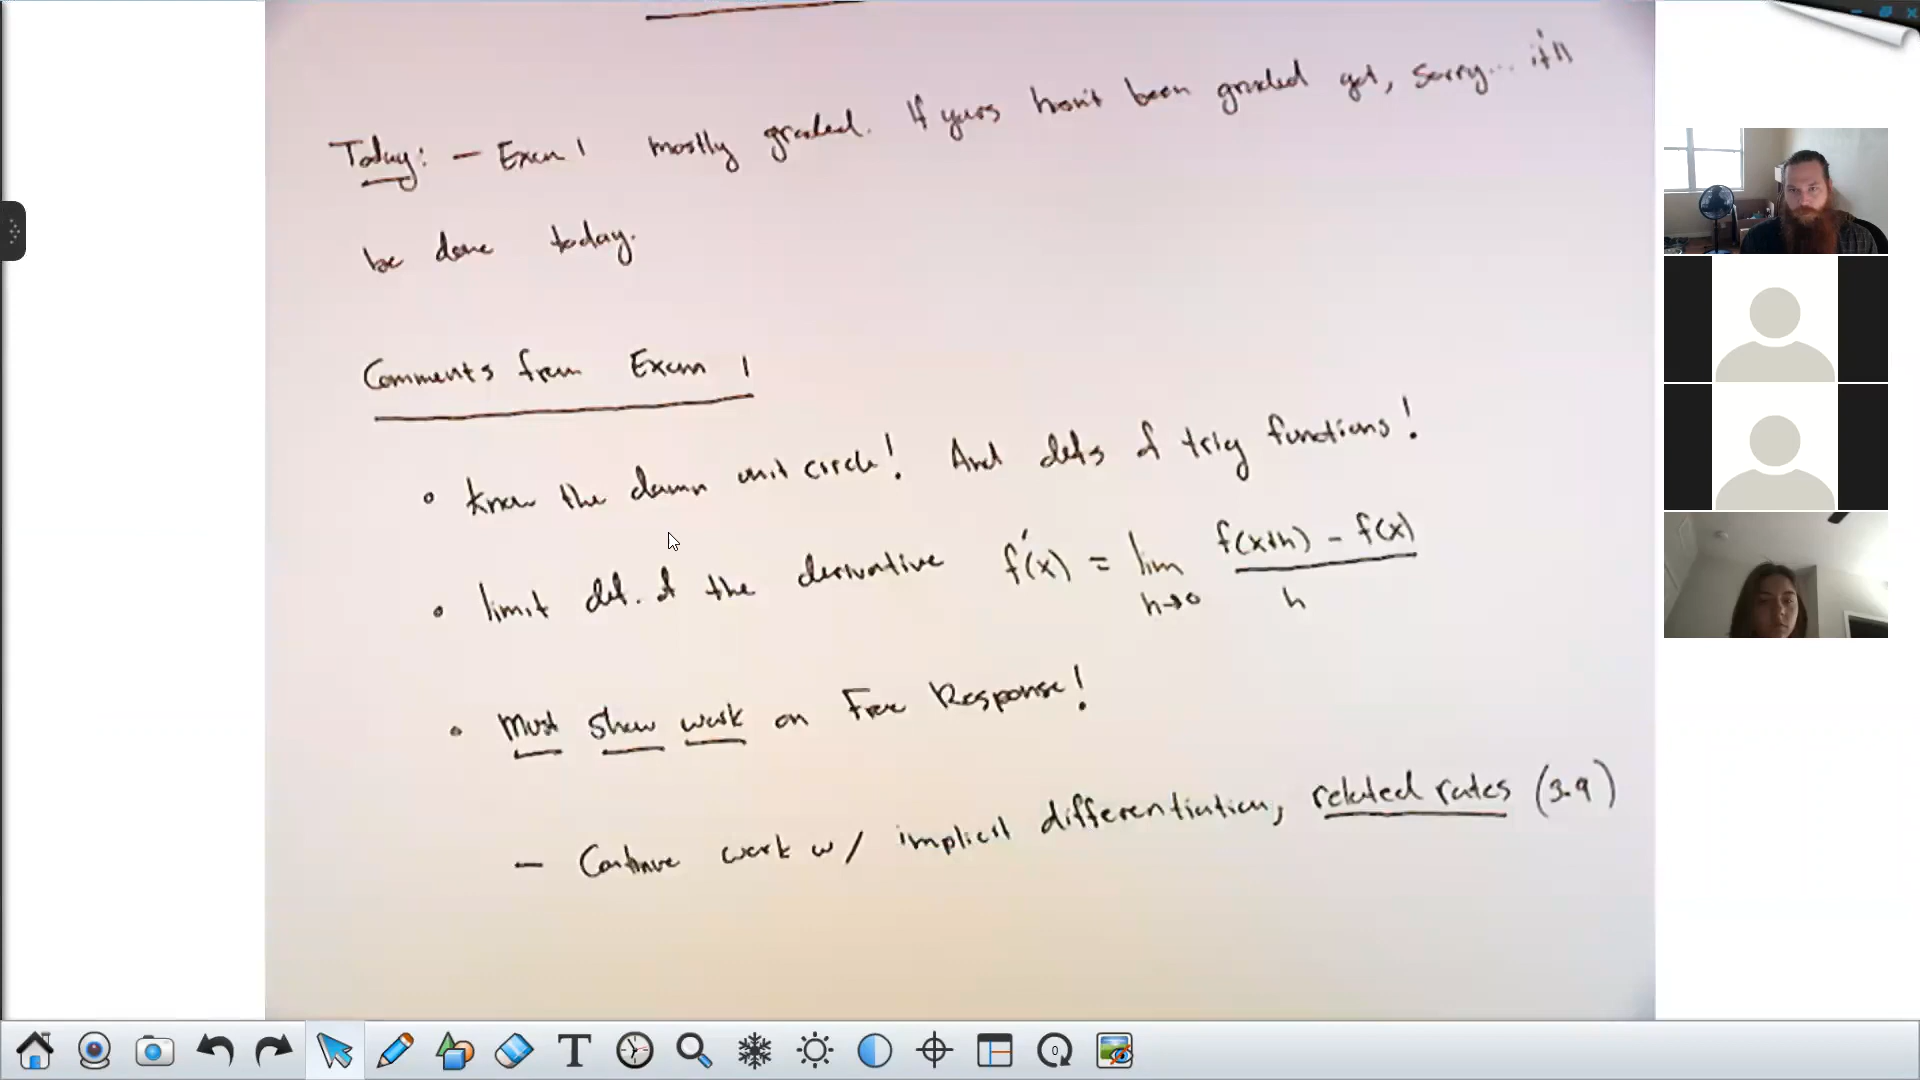 Today: – Exam 1 mostly graded. If yours hasn't been graded yet, sorry... it'll
be done today.
Comments from Exam 1
• Know the damn unit circle! And defs of trig functions!
• limit def. of the derivative f'(x) = lim h→0 f(x+h) - f(x) / h
• Must show work on Free Response!
– Continue work w/ implicit differentiation, related rates (3.9)
T
0